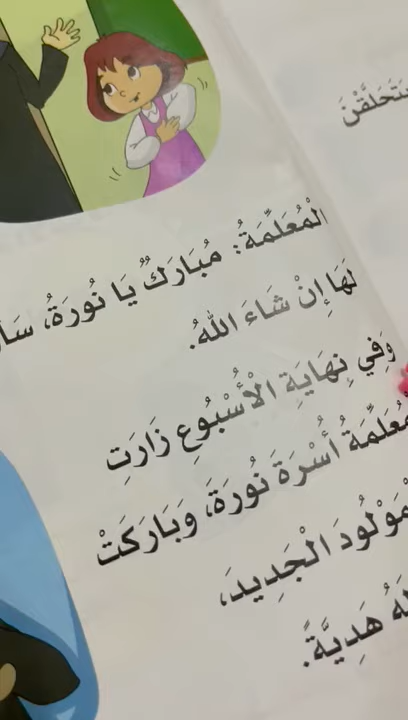 الْمُعَلِّمَةُ: مُبَارَكٌ يَا نُورَةُ،
لَهَا إِنْ شَاءَ اللهُ.
وَفِي نِهَايَةِ الْأُسْبُوعِ زَارَتِ
مُعَلِّمَةُ أُسْرَةَ نُورَةَ، وَبَارَكَتْ
مَوْلُودَ الْجَدِيدَ،
هَدِيَّةً.